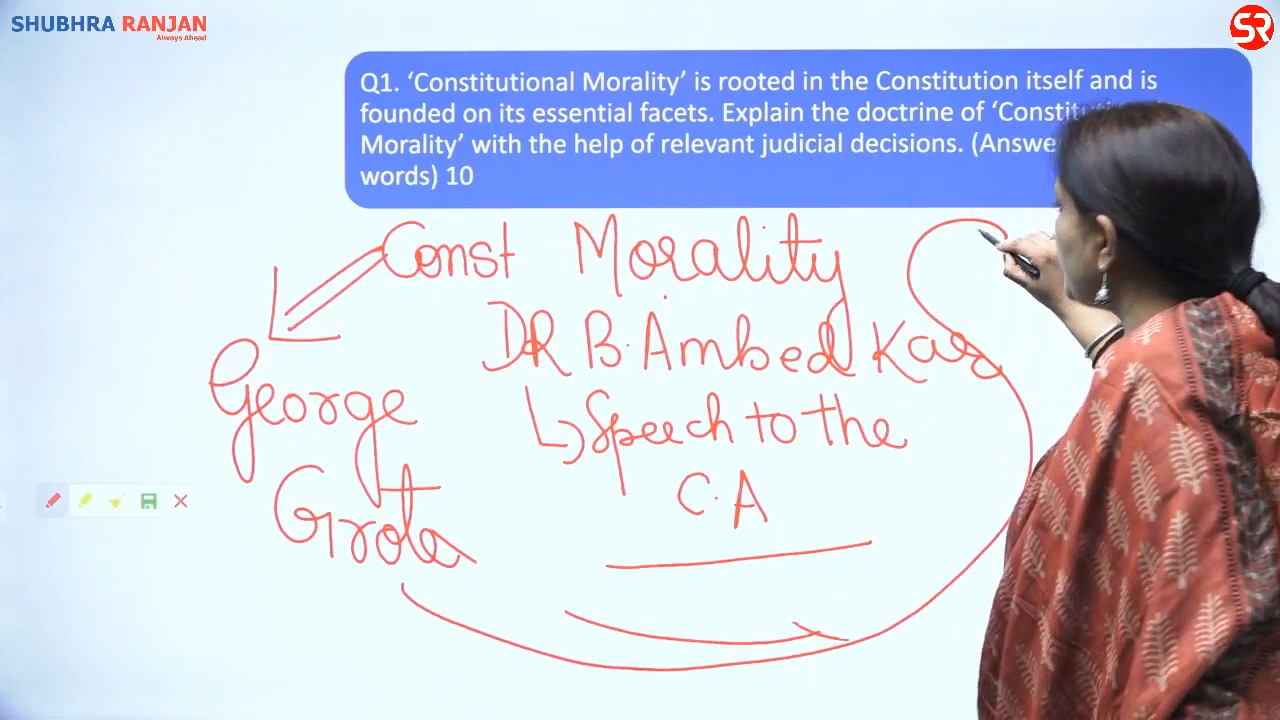 SHUBHRA RANJAN
Always Ahead
SR
Q1. ‘Constitutional Morality’ is rooted in the Constitution itself and is
founded on its essential facets. Explain the doctrine of ‘Constit
Morality’ with the help of relevant judicial decisions. (Answe
words) 10
Const Morality
DR B. Ambedkar
Speech to the
C.A
George
Grote